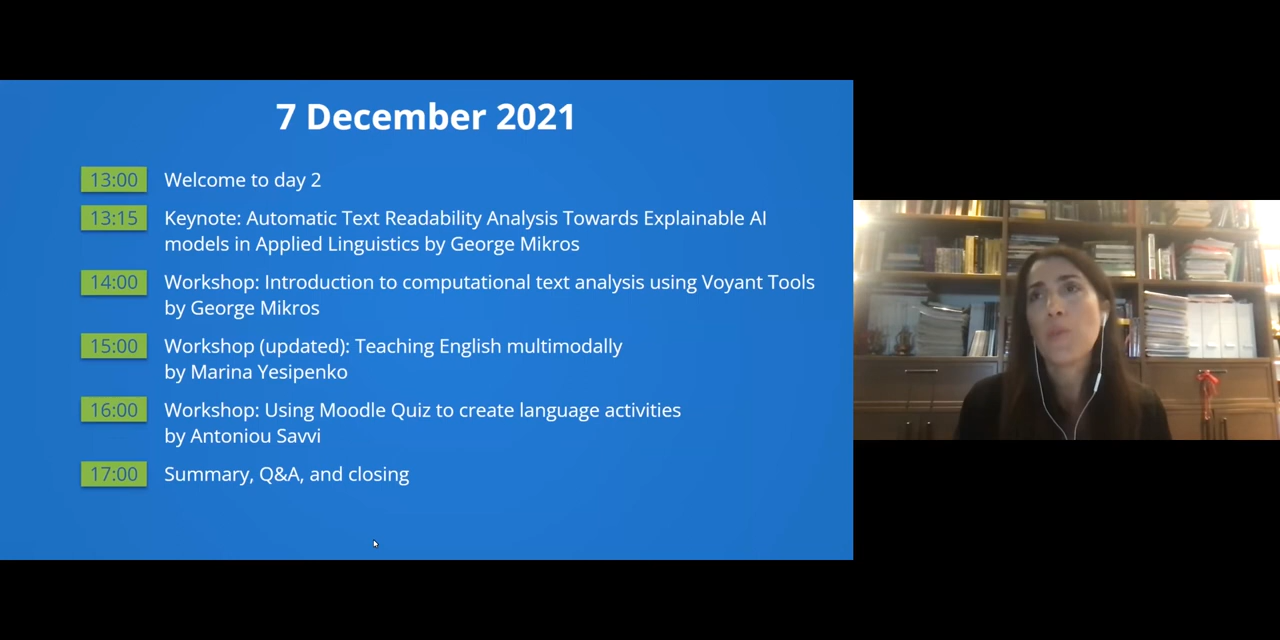 7 December 2021
13:00 Welcome to day 2
13:15 Keynote: Automatic Text Readability Analysis Towards Explainable AI
models in Applied Linguistics by George Mikros
14:00 Workshop: Introduction to computational text analysis using Voyant Tools
by George Mikros
15:00 Workshop (updated): Teaching English multimodally
by Marina Yesipenko
16:00 Workshop: Using Moodle Quiz to create language activities
by Antoniou Savvi
17:00 Summary, Q&A, and closing